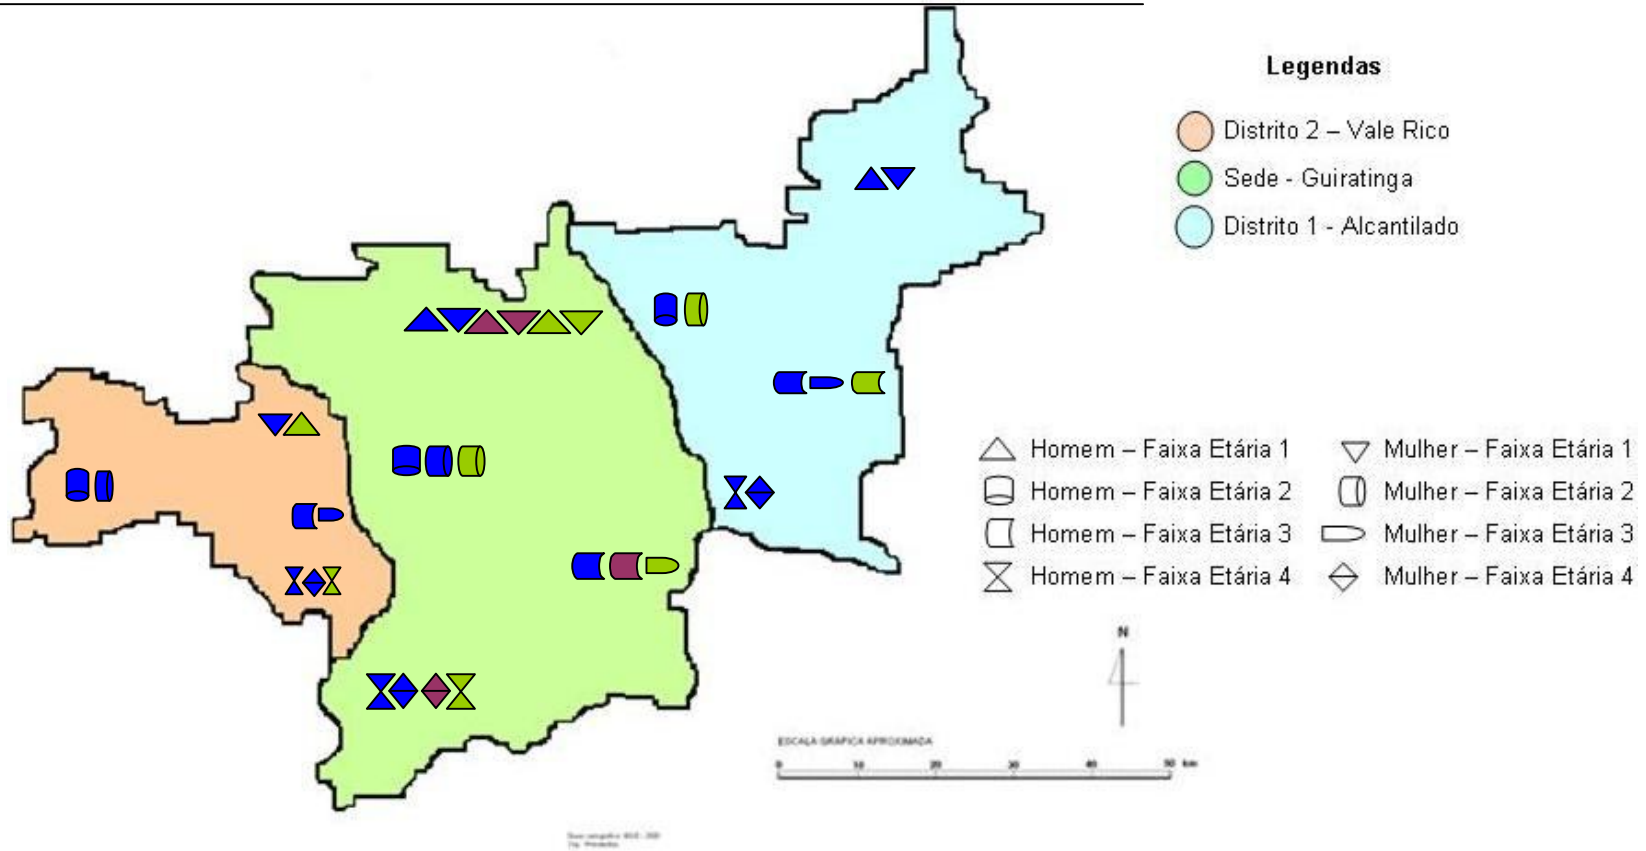 Legendas
Distrito 2 – Vale Rico
Sede - Guiratinga
Distrito 1 - Alcantilado
Homem – Faixa Etária 1
Mulher – Faixa Etária 1
Homem – Faixa Etária 2
Mulher – Faixa Etária 2
Homem – Faixa Etária 3
Mulher – Faixa Etária 3
Homem – Faixa Etária 4
Mulher – Faixa Etária 4
N
ESCALA GRÁFICA APROXIMADA
0 10 20 30 40 50 km